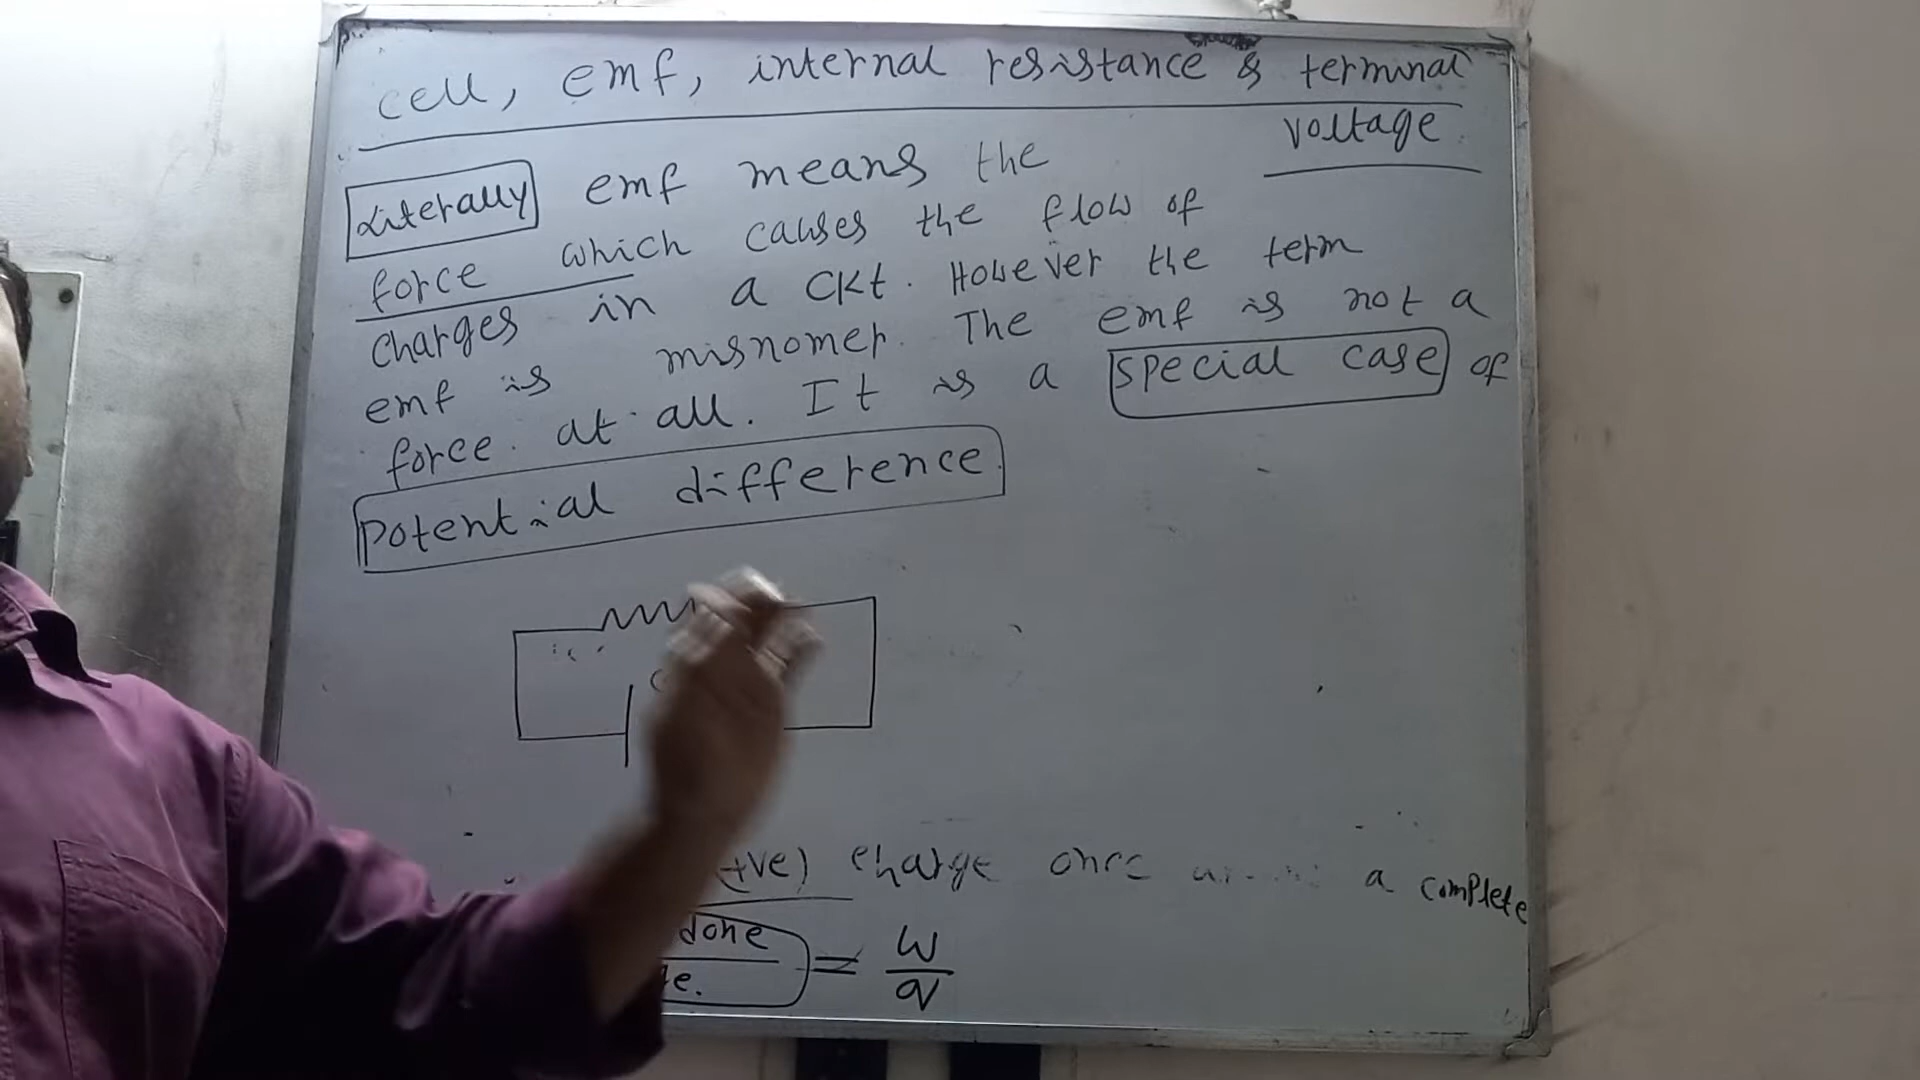 cell, emf, internal resistance & terminal
voltage.
Literally emf means the
force which causes the flow of
charges in a ckt. However the term
emf is misnomer. The emf is not a
force. at all. It is a special case of
Potential difference.
+ve) charge once a complete
done
= W
q
e.